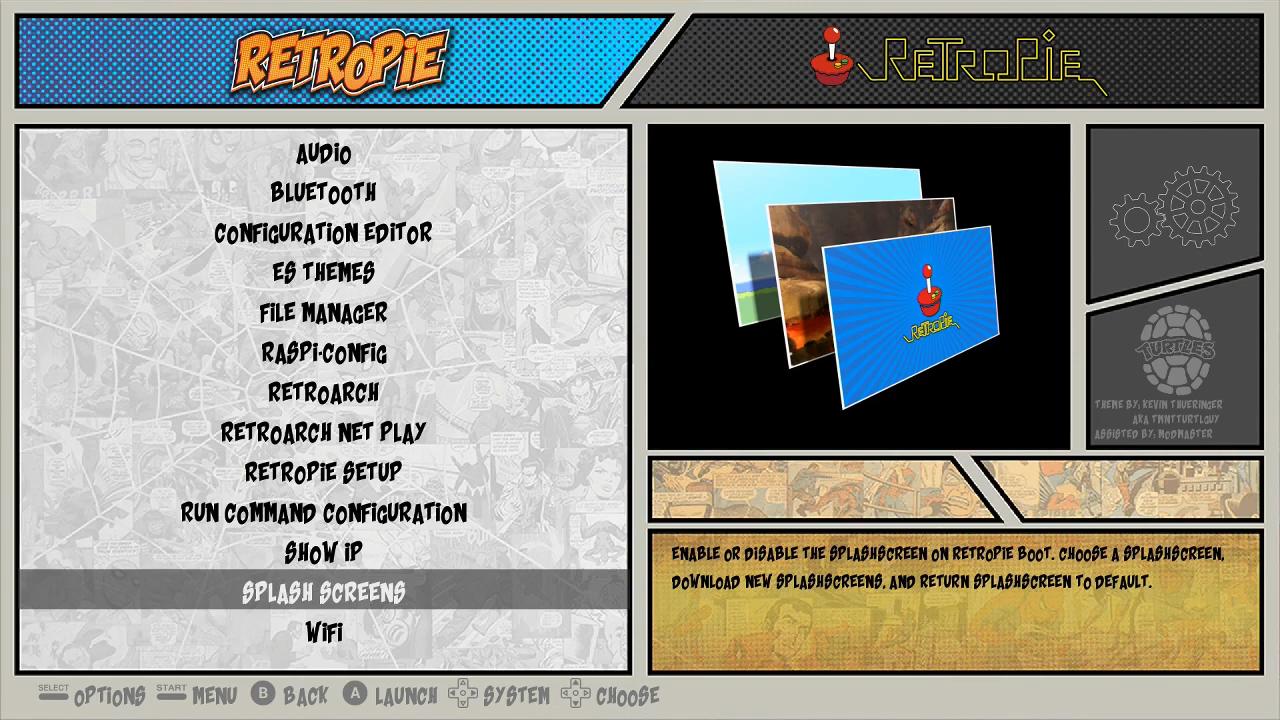 RETROPiE
RETROPiE
AUDiO
BLUETOOTH
CONFiGURATiON EDiTOR
ES THEMES
FiLE MANAGER
RASPi-CONFiG
RETROARCH
RETROARCH NET PLAY
RETROPiE SETUP
RUN COMMAND CONFiGURATiON
SHOW iP
SPLASH SCREENS
WiFi
RETROPiE
TURTLES
THEME BY: KEVIN THUERINGER
AKA TMNTTURTLGUY
ASSISTED BY: MODMASTER
ENABLE OR DiSABLE THE SPLASHSCREEN ON RETROPiE BOOT. CHOOSE A SPLASHSCREEN,
DOWNLOAD NEW SPLASHSCREENS, AND RETURN SPLASHSCREEN TO DEFAULT.
SELECT OPTiONS START MENU B BACK A LAUNCH SYSTEM CHOOSE